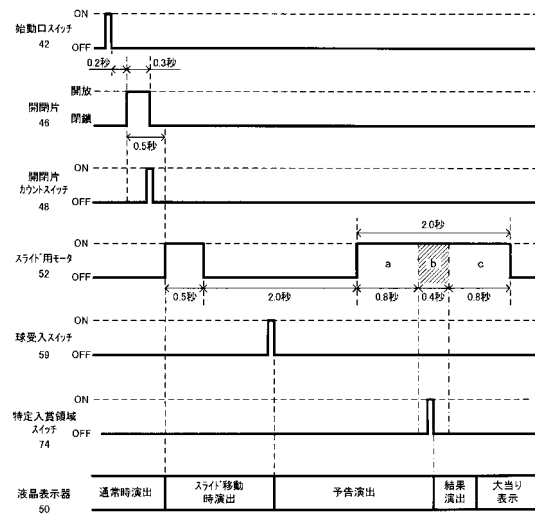 始動口スイッチ
42
ON
OFF
0.2秒
0.3秒
開閉片
46
開放
閉鎖
0.5秒
開閉片
カウントスイッチ
48
ON
OFF
2.0秒
スライド用モータ
52
ON
OFF
a
b
c
0.5秒
2.0秒
0.8秒
0.4秒
0.8秒
球受入スイッチ
59
ON
OFF
特定入賞領域
スイッチ
74
ON
OFF
液晶表示器
50
通常時演出
スライド移動
時演出
予告演出
結果
演出
大当り
表示